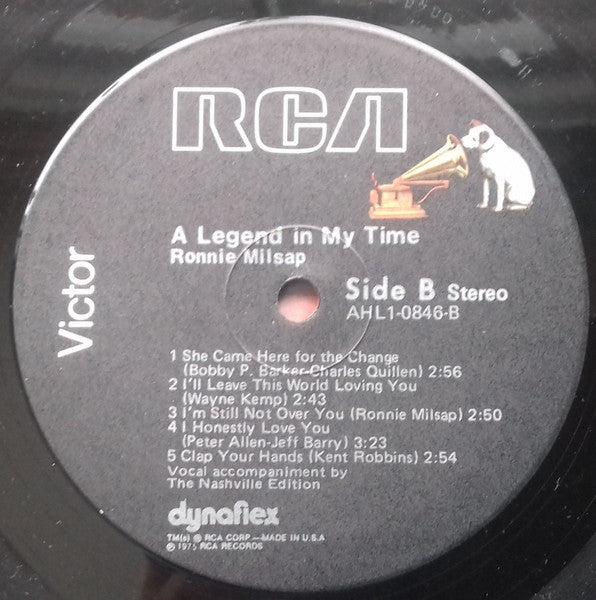 RCA
A Legend in My Time
Ronnie Milsap
Victor
Side B Stereo
AHL1-0846-B
1 She Came Here for the Change
(Bobby P. Barker-Charles Quillen) 2:56
2 I'll Leave This World Loving You
(Wayne Kemp) 2:43
3 I'm Still Not Over You (Ronnie Milsap) 2:50
4 I Honestly Love You
(Peter Allen-Jeff Barry) 3:23
5 Clap Your Hands (Kent Robbins) 2:54
Vocal accompaniment by
The Nashville Edition
dynaflex
TM(s) ® RCA CORP.—MADE IN U.S.A
℗ 1975 RCA RECORDS